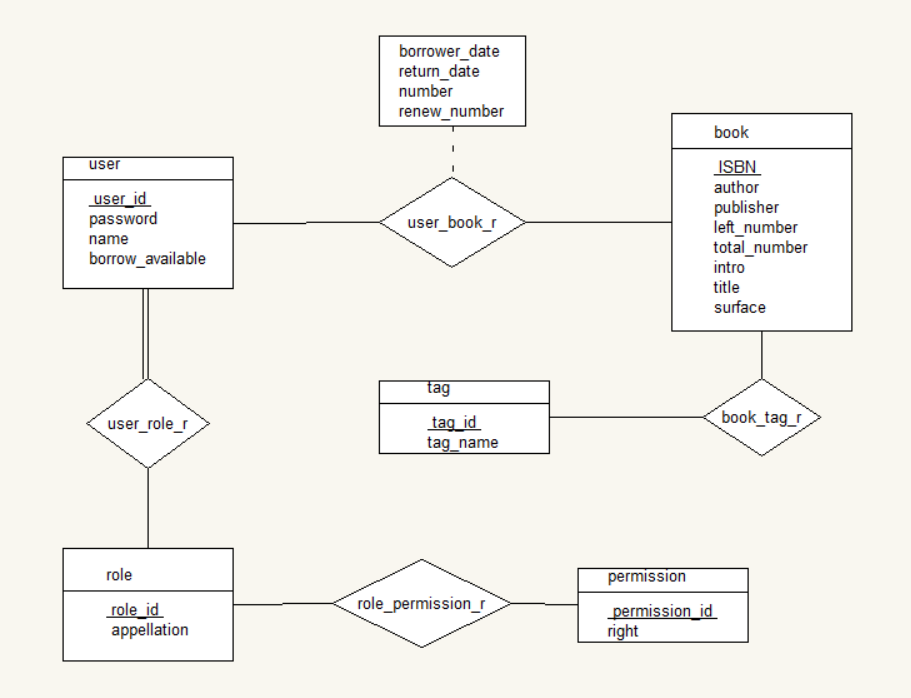 borrower_date
return_date
number
renew_number
book
ISBN
author
publisher
left_number
total_number
intro
title
surface
user
user_id
password
name
borrow_available
user_book_r
tag
tag_id
tag_name
book_tag_r
user_role_r
role
role_id
appellation
role_permission_r
permission
permission_id
right